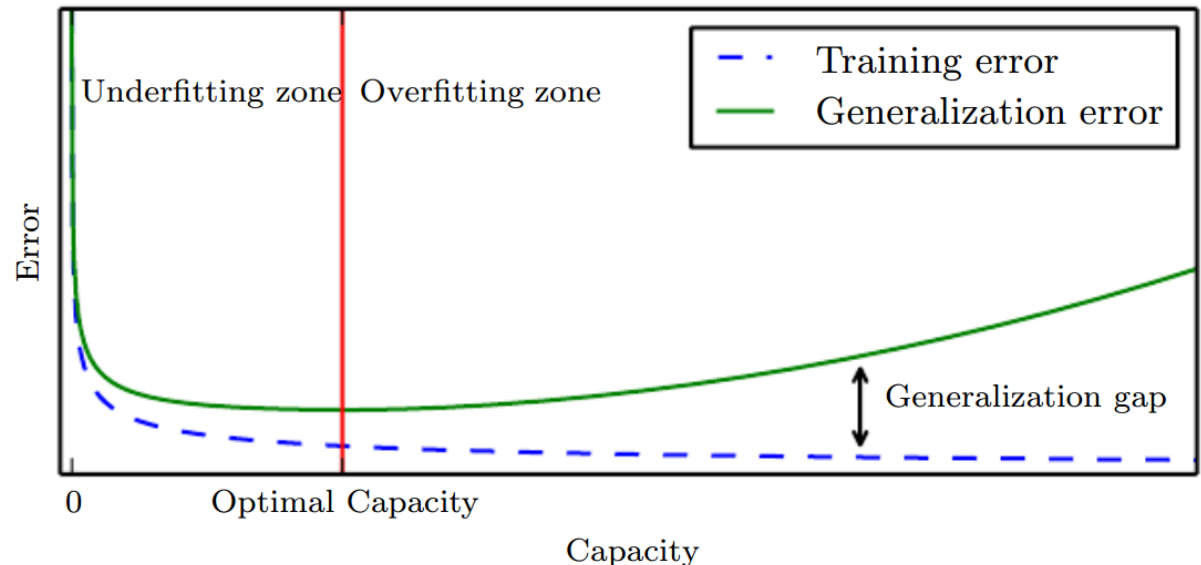 Training error
Generalization error
Underfitting zone
Overfitting zone
Error
Generalization gap
0
Optimal Capacity
Capacity